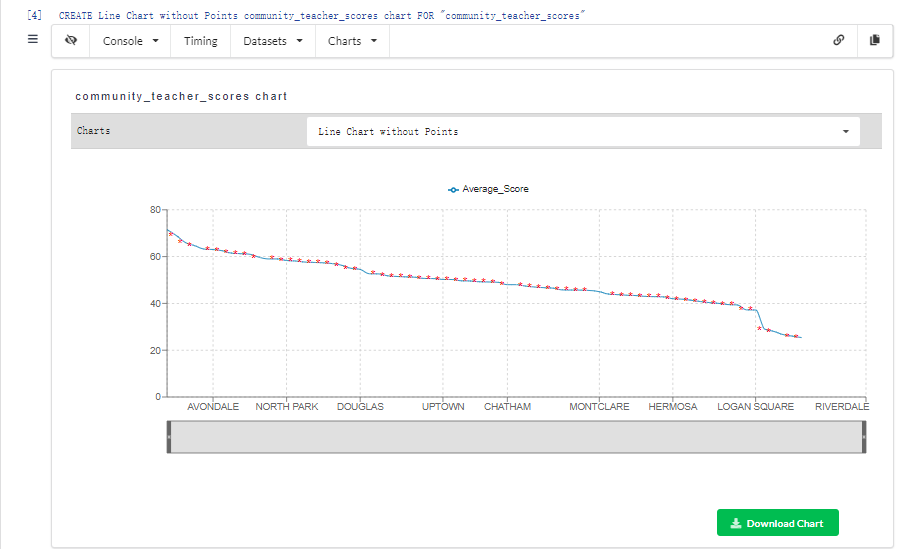 [4] CREATE Line Chart without Points community_teacher_scores chart FOR "community_teacher_scores"
Console Timing Datasets Charts
community_teacher_scores chart
Charts Line Chart without Points
Average_Score
80
60
40
20
0
AVONDALE NORTH PARK DOUGLAS UPTOWN CHATHAM MONTCLARE HERMOSA LOGAN SQUARE RIVERDALE
Download Chart